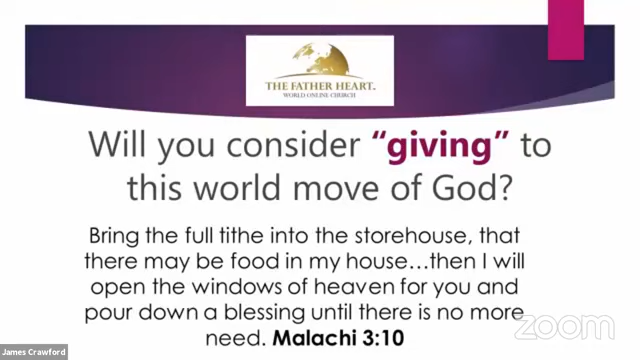 THE FATHER HEART.
WORLD ONLINE CHURCH
Will you consider “giving” to
this world move of God?
Bring the full tithe into the storehouse, that
there may be food in my house…then I will
open the windows of heaven for you and
pour down a blessing until there is no more
need. Malachi 3:10
zoom
James Crawford